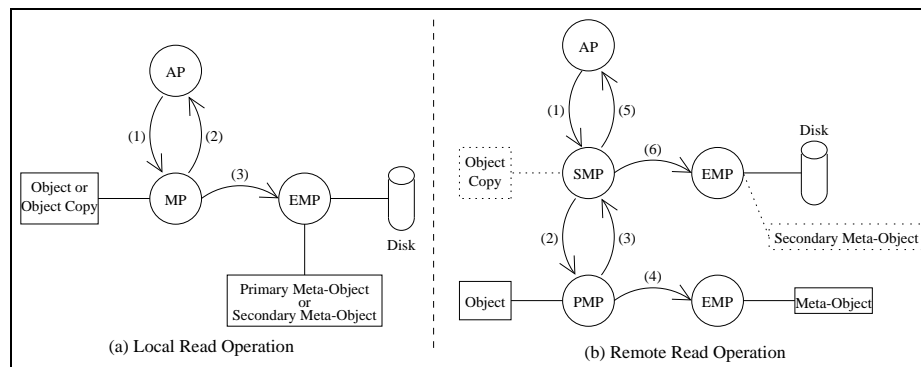 AP
(1)
(2)
(3)
Object or
Object Copy
MP
EMP
Disk
Primary Meta-Object
or
Secondary Meta-Object
(a) Local Read Operation
AP
(1)
(5)
(6)
Disk
Object
Copy
SMP
EMP
Secondary Meta-Object
(2)
(3)
(4)
Object
PMP
EMP
Meta-Object
(b) Remote Read Operation